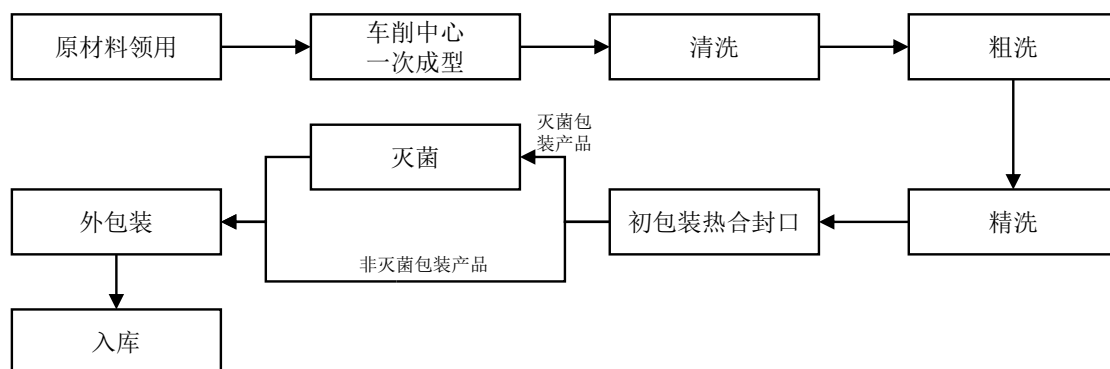 原材料领用
车削中心
一次成型
清洗
粗洗
灭菌包
装产品
灭菌
外包装
初包装热合封口
精洗
非灭菌包装产品
入库